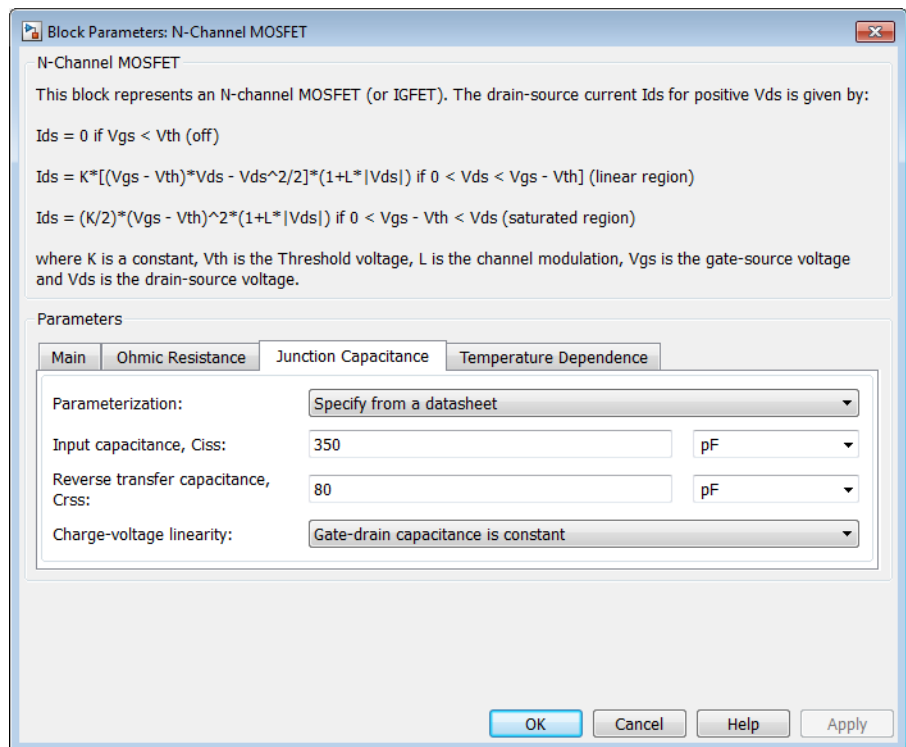 Block Parameters: N-Channel MOSFET
N-Channel MOSFET
This block represents an N-channel MOSFET (or IGFET). The drain-source current Ids for positive Vds is given by:
Ids = 0 if Vgs < Vth (off)
Ids = K*[(Vgs - Vth)*Vds - Vds^2/2]*(1+L*|Vds|) if 0 < Vds < Vgs - Vth] (linear region)
Ids = (K/2)*(Vgs - Vth)^2*(1+L*|Vds|) if 0 < Vgs - Vth < Vds (saturated region)
where K is a constant, Vth is the Threshold voltage, L is the channel modulation, Vgs is the gate-source voltage
and Vds is the drain-source voltage.
Parameters
Main Ohmic Resistance Junction Capacitance Temperature Dependence
Parameterization: Specify from a datasheet
Input capacitance, Ciss: 350 pF
Reverse transfer capacitance,
Crss: 80 pF
Charge-voltage linearity: Gate-drain capacitance is constant
OK Cancel Help Apply